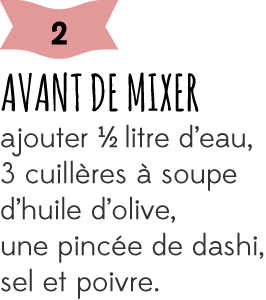 2
AVANT DE MIXER
ajouter ½ litre d’eau,
3 cuillères à soupe
d’huile d’olive,
une pincée de dashi,
sel et poivre.